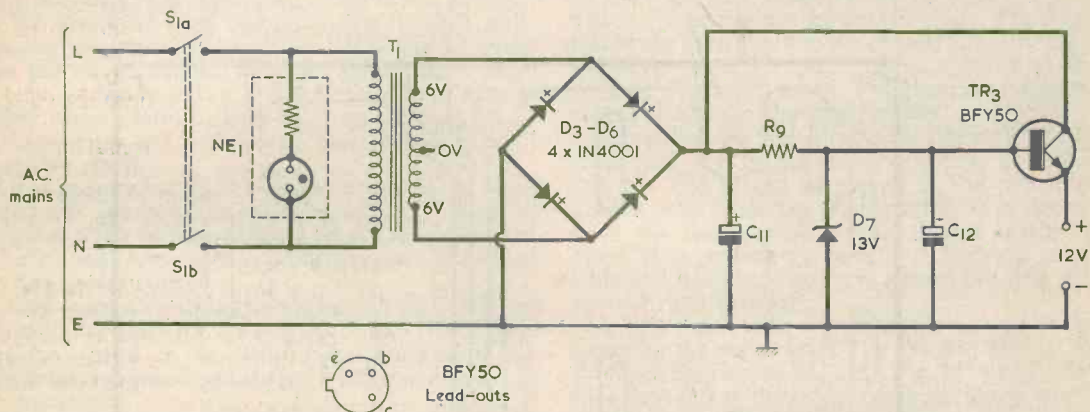 S1a
L
T1
6V
TR3
BFY50
D3-D6
4 x 1N4001
R9
NE1
0V
A.C.
mains
6V
+
C11
D7
13V
C12
+
12V
-
N
S1b
E
e b
c
BFY50
Lead-outs